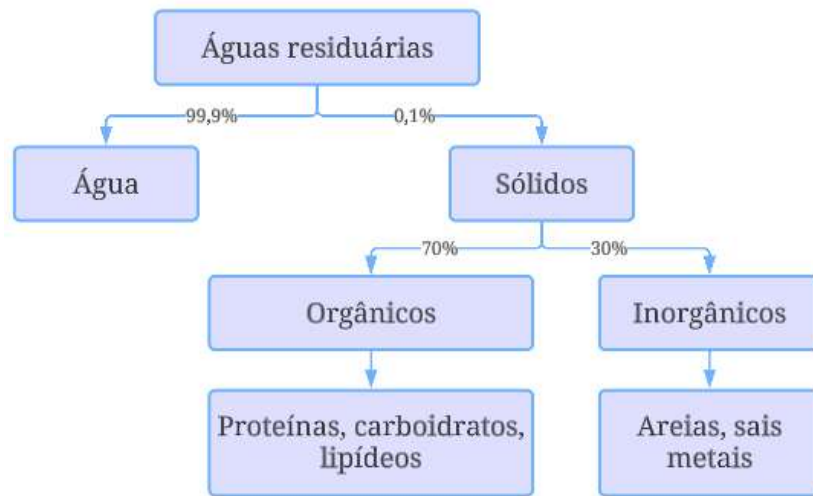 Águas residuárias
99,9%
0,1%
Água
Sólidos
70%
30%
Orgânicos
Inorgânicos
Proteínas, carboidratos,
lipídeos
Areias, sais
metais